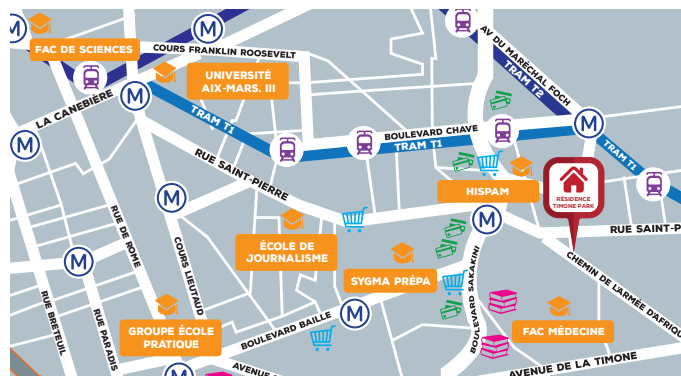 M
M
FAC DE SCIENCES
COURS FRANKLIN ROOSEVELT
AV DU MARÉCHAL FOCH
TRAM T2
UNIVERSITÉ
AIX-MARS. III
LA CANEBIÈRE
M
TRAM T1
BOULEVARD CHAVE
TRAM T1
M
TRAM T1
M
RUE SAINT-PIERRE
HISPAM
RÉSIDENCE
TIMONE PARK
M
M
RUE SAINT-P
RUE DE ROME
COURS LIEUTAUD
ÉCOLE DE
JOURNALISME
M
SYGMA PRÉPA
BOULEVARD SAKAKINI
CHEMIN DE L'ARMÉE D'AFRIQU
RUE BRETEUIL
RUE PARADIS
GROUPE ÉCOLE
PRATIQUE
BOULEVARD BAILLE
M
FAC MÉDECINE
M
AVENUE
AVENUE DE LA TIMONE